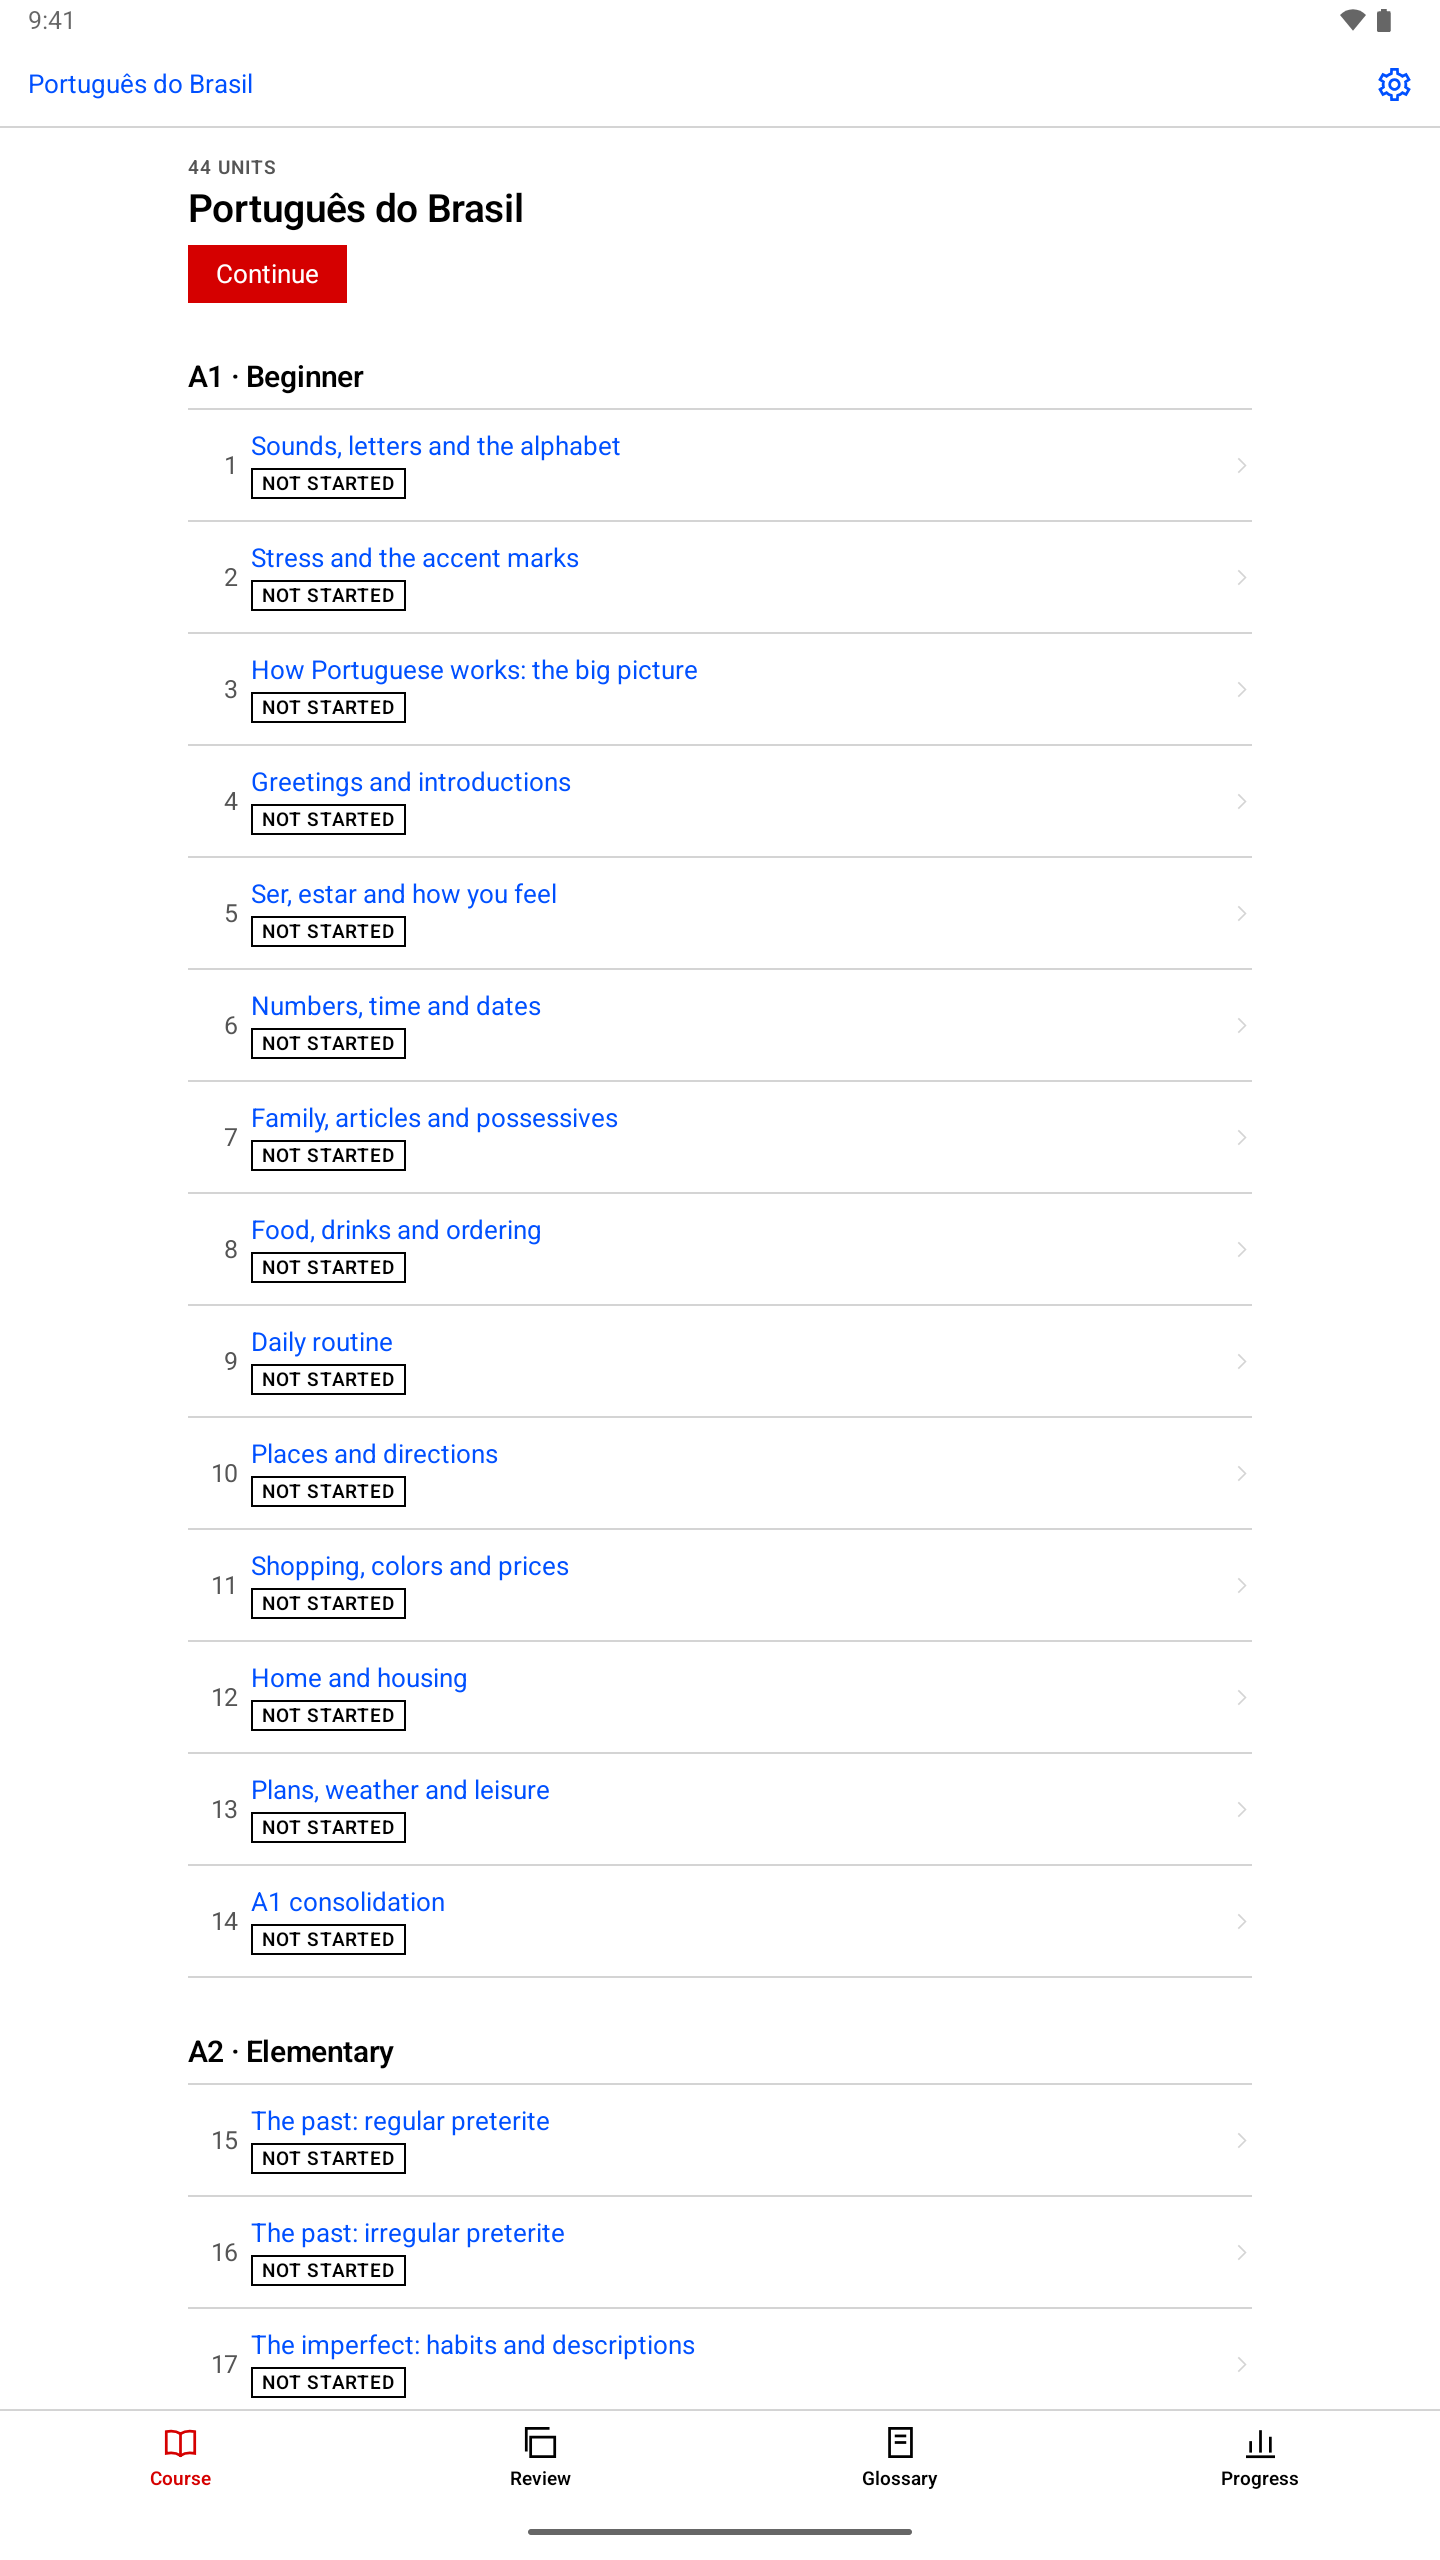 9:41
Português do Brasil
44 UNITS
Português do Brasil
Continue
A1 · Beginner
1
Sounds, letters and the alphabet
NOT STARTED
2
Stress and the accent marks
NOT STARTED
3
How Portuguese works: the big picture
NOT STARTED
4
Greetings and introductions
NOT STARTED
5
Ser, estar and how you feel
NOT STARTED
6
Numbers, time and dates
NOT STARTED
7
Family, articles and possessives
NOT STARTED
8
Food, drinks and ordering
NOT STARTED
9
Daily routine
NOT STARTED
10
Places and directions
NOT STARTED
11
Shopping, colors and prices
NOT STARTED
12
Home and housing
NOT STARTED
13
Plans, weather and leisure
NOT STARTED
14
A1 consolidation
NOT STARTED
A2 · Elementary
15
The past: regular preterite
NOT STARTED
16
The past: irregular preterite
NOT STARTED
17
The imperfect: habits and descriptions
NOT STARTED
Course
Review
Glossary
Progress